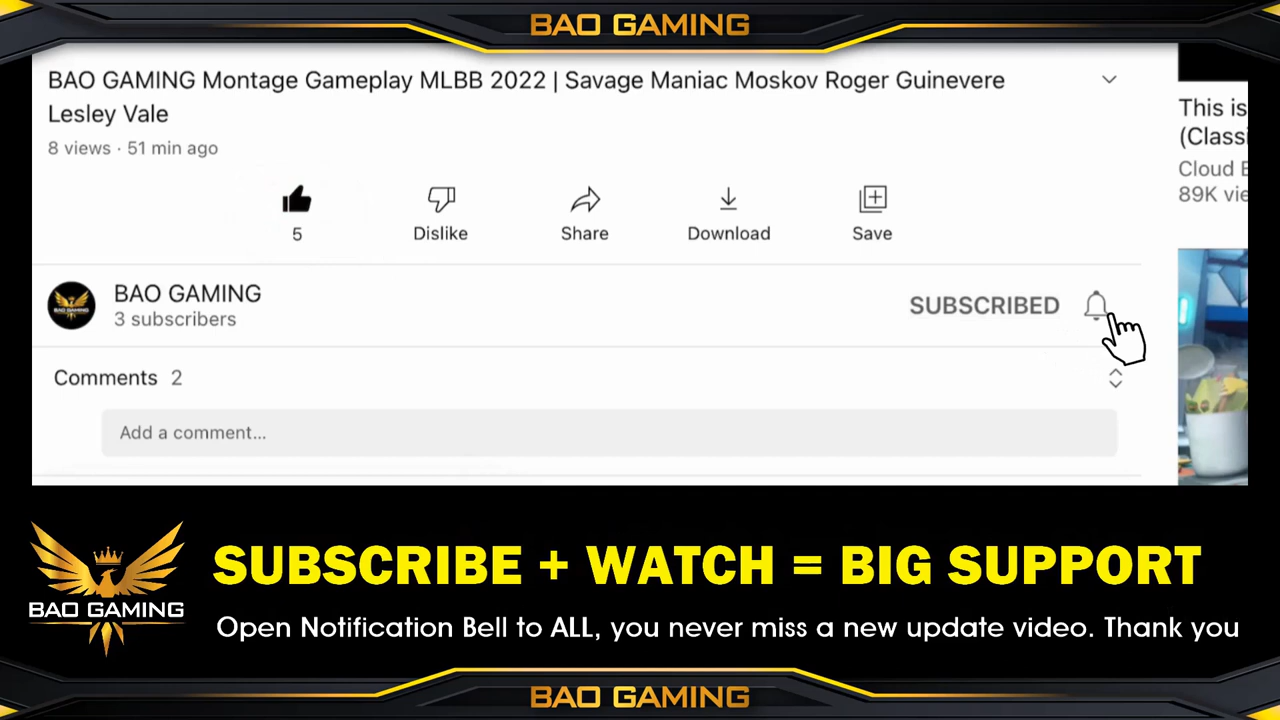 BAO GAMING
BAO GAMING Montage Gameplay MLBB 2022 | Savage Maniac Moskov Roger Guinevere
Lesley Vale
8 views · 51 min ago
5
Dislike
Share
Download
Save
BAO GAMING
3 subscribers
SUBSCRIBED
Comments 2
Add a comment...
This is
(Classi
Cloud
89K vie
BAO GAMING
SUBSCRIBE + WATCH = BIG SUPPORT
Open Notification Bell to ALL, you never miss a new update video. Thank you
BAO GAMING